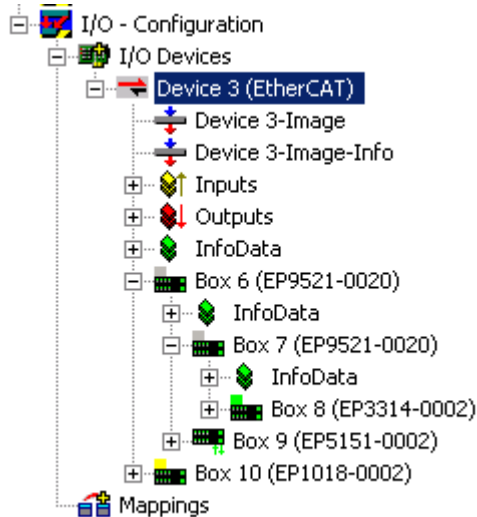 I/O - Configuration
I/O Devices
Device 3 (EtherCAT)
Device 3-Image
Device 3-Image-Info
Inputs
Outputs
InfoData
Box 6 (EP9521-0020)
InfoData
Box 7 (EP9521-0020)
InfoData
Box 8 (EP3314-0002)
Box 9 (EP5151-0002)
Box 10 (EP1018-0002)
Mappings